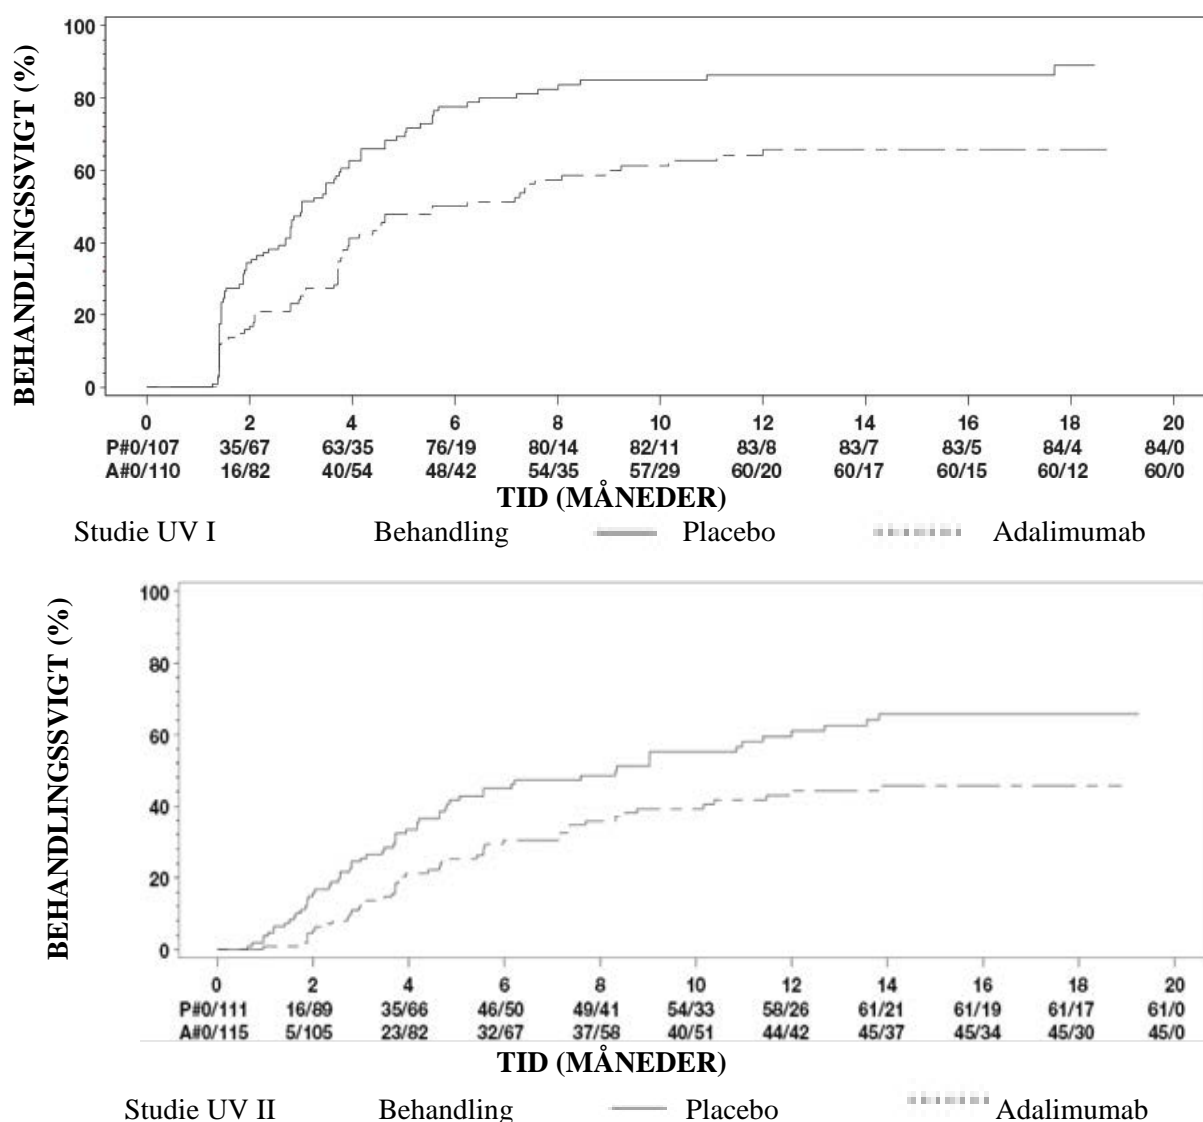 BEHANDLINGSSVIGT (%)
100
80
60
40
20
0
0 2 4 6 8 10 12 14 16 18 20
P#0/107 35/67 63/35 76/19 80/14 82/11 83/8 83/7 83/5 84/4 84/0
A#0/110 16/82 40/54 48/42 54/35 57/29 60/20 60/17 60/15 60/12 60/0
TID (MÅNEDER)
Studie UV I Behandling Placebo Adalimumab
BEHANDLINGSSVIGT (%)
100
80
60
40
20
0
0 2 4 6 8 10 12 14 16 18 20
P#0/111 16/89 35/66 46/50 49/41 54/33 58/26 61/21 61/19 61/17 61/0
A#0/115 5/105 23/82 32/67 37/58 40/51 44/42 45/37 45/34 45/30 45/0
TID (MÅNEDER)
Studie UV II Behandling Placebo Adalimumab